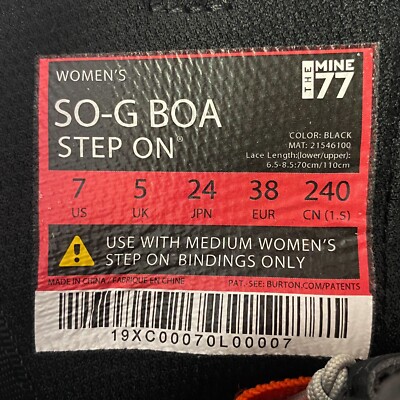 WOMEN'S
THE MINE
77
SO-G BOA
STEP ON®
COLOR: BLACK
MAT: 21546100
Lace Length:(lower/upper):
6.5-8.5:70cm/110cm
7 5 24 38 240
US UK JPN EUR CN (1.5)
USE WITH MEDIUM WOMEN'S
STEP ON® BINDINGS ONLY
MADE IN CHINA / FABRIQUÉ EN CHINE
PAT. SEE: BURTON.COM/PATENTS
19XC00070L00007